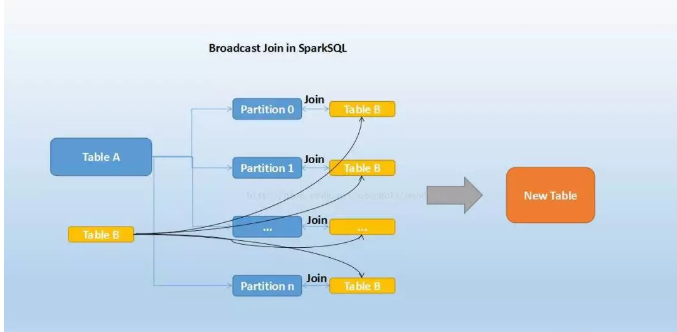 Broadcast Join in SparkSQL
Partition 0
Join
Table B
Table A
Partition 1
Join
Table B
New Table
Table B
...
Join
...
Partition n
Join
Table B